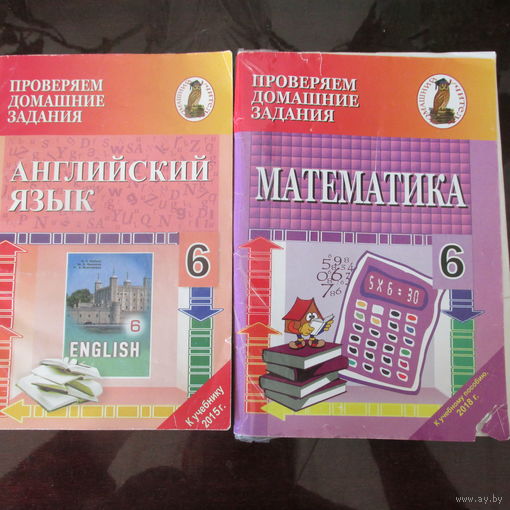 ПРОВЕРЯЕМ
ДОМАШНИЕ
ЗАДАНИЯ
АНГЛИЙСКИЙ
ЯЗЫК
6
6
ENGLISH
К учебнику
2015 г.
ПРОВЕРЯЕМ
ДОМАШНИЕ
ЗАДАНИЯ
МАТЕМАТИКА
6
5 X 6 = 30
К учебному пособию
2018 г.
www.ay.by